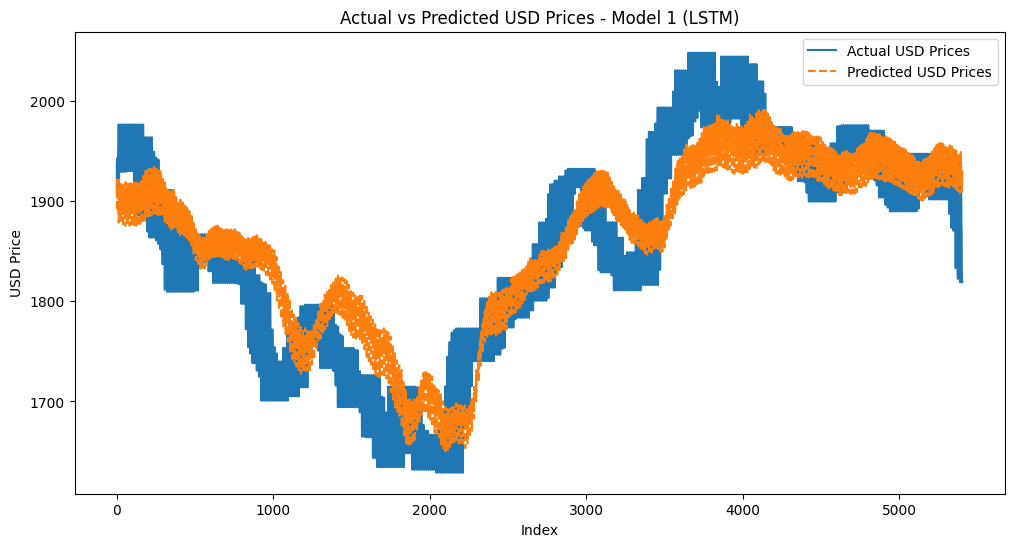 Actual vs Predicted USD Prices - Model 1 (LSTM)
Actual USD Prices
Predicted USD Prices
2000
1900
1800
1700
USD Price
0 1000 2000 3000 4000 5000
Index